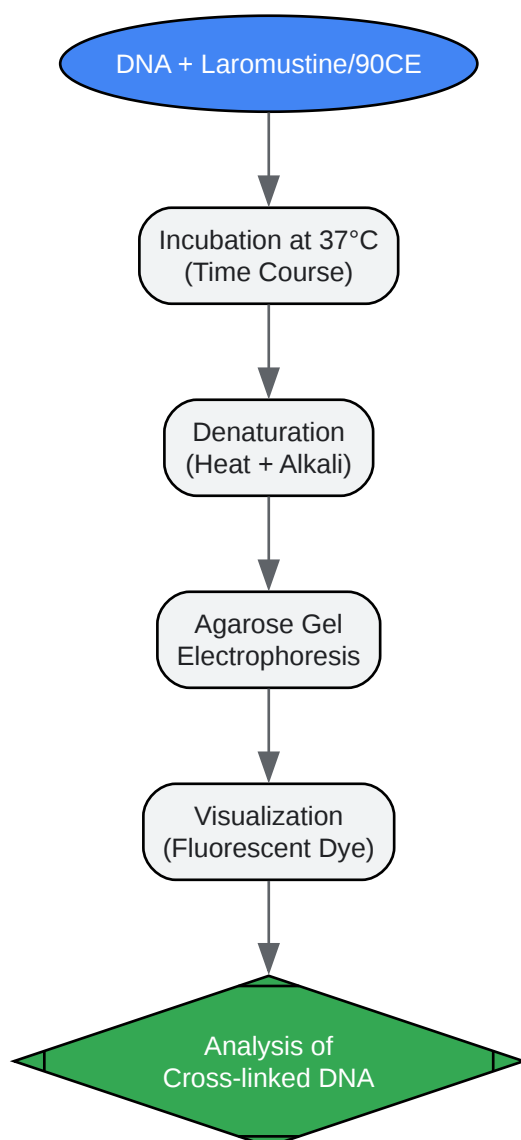 DNA + Laromustine/90CE
Incubation at 37°C
(Time Course)
Denaturation
(Heat + Alkali)
Agarose Gel
Electrophoresis
Visualization
(Fluorescent Dye)
Analysis of
Cross-linked DNA